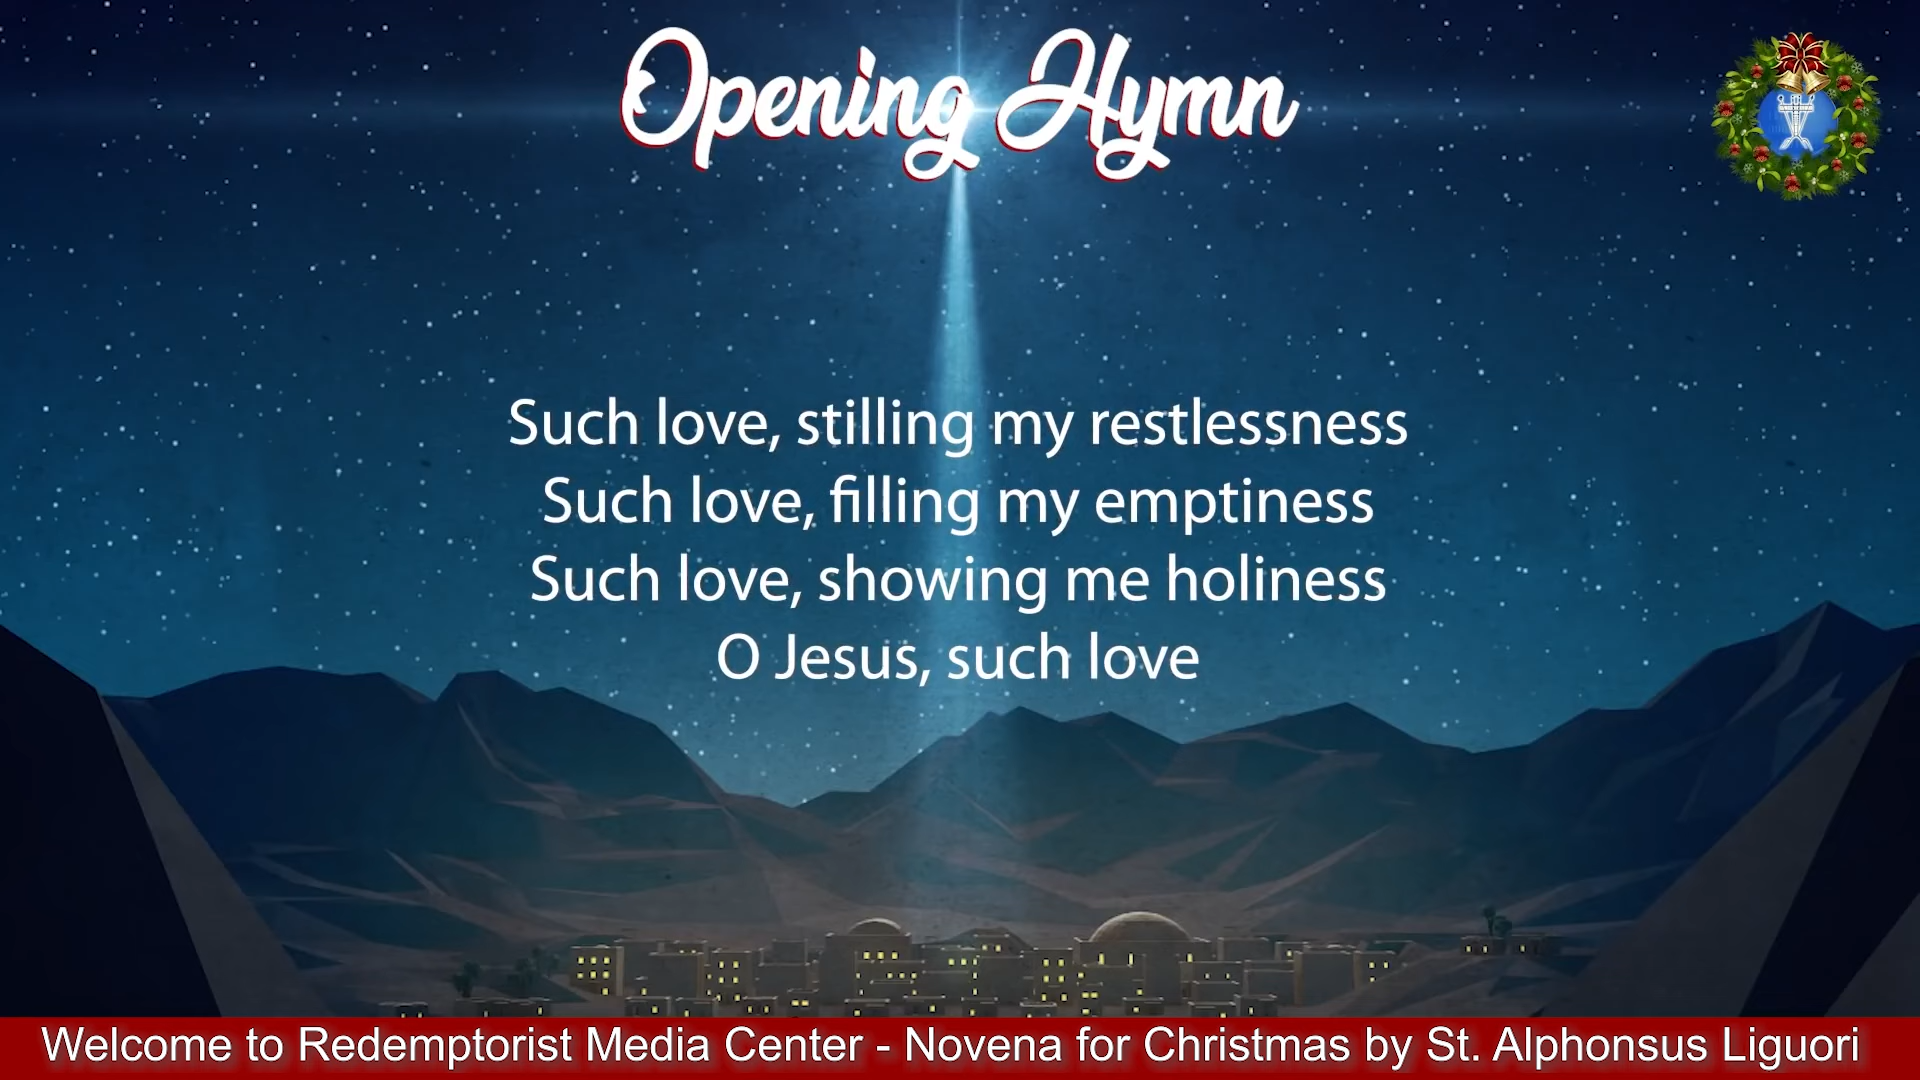 Opening Hymn
Such love, stilling my restlessness
Such love, filling my emptiness
Such love, showing me holiness
O Jesus, such love
Welcome to Redemptorist Media Center - Novena for Christmas by St. Alphonsus Liguori